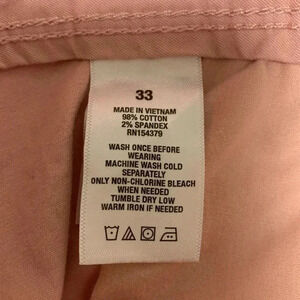 33
MADE IN VIETNAM
98% COTTON
2% SPANDEX
RN154379
WASH ONCE BEFORE
WEARING
MACHINE WASH COLD
SEPARATELY
ONLY NON-CHLORINE BLEACH
WHEN NEEDED
TUMBLE DRY LOW
WARM IRON IF NEEDED